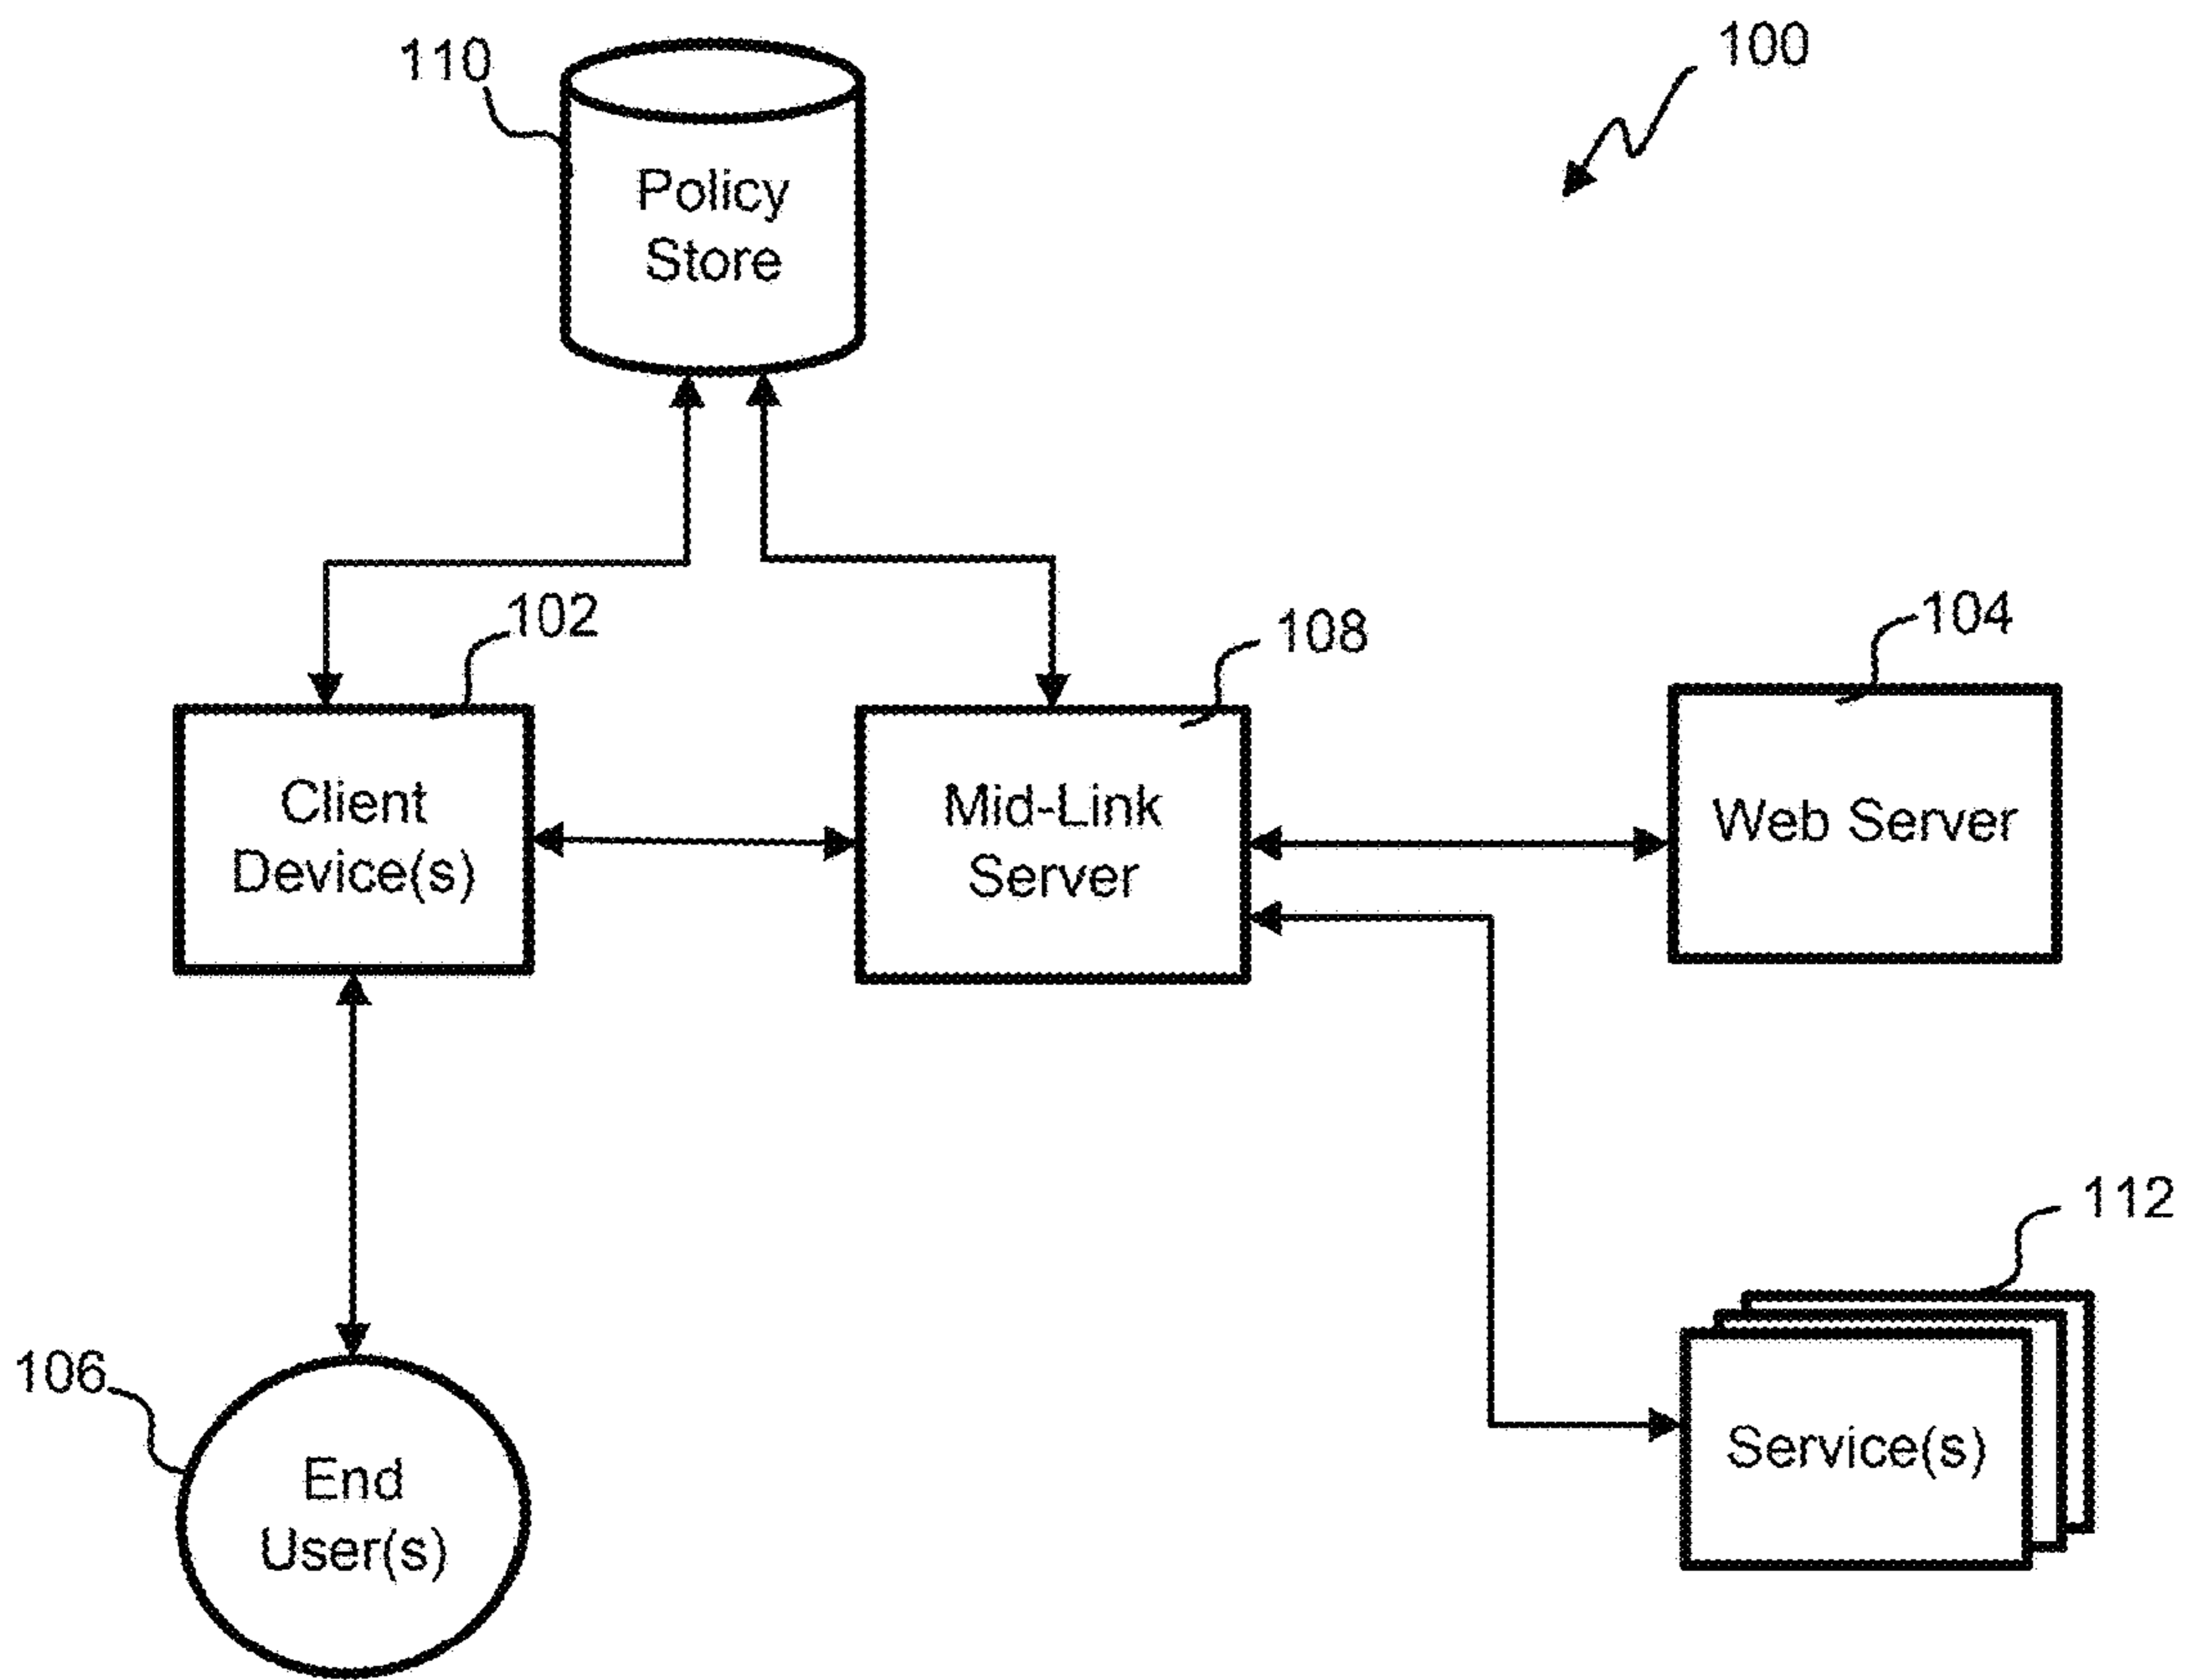 100
110
Policy
Store
102
108
104
Client
Device(s)
Mid-Link
Server
Web Server
112
106
End
User(s)
Service(s)